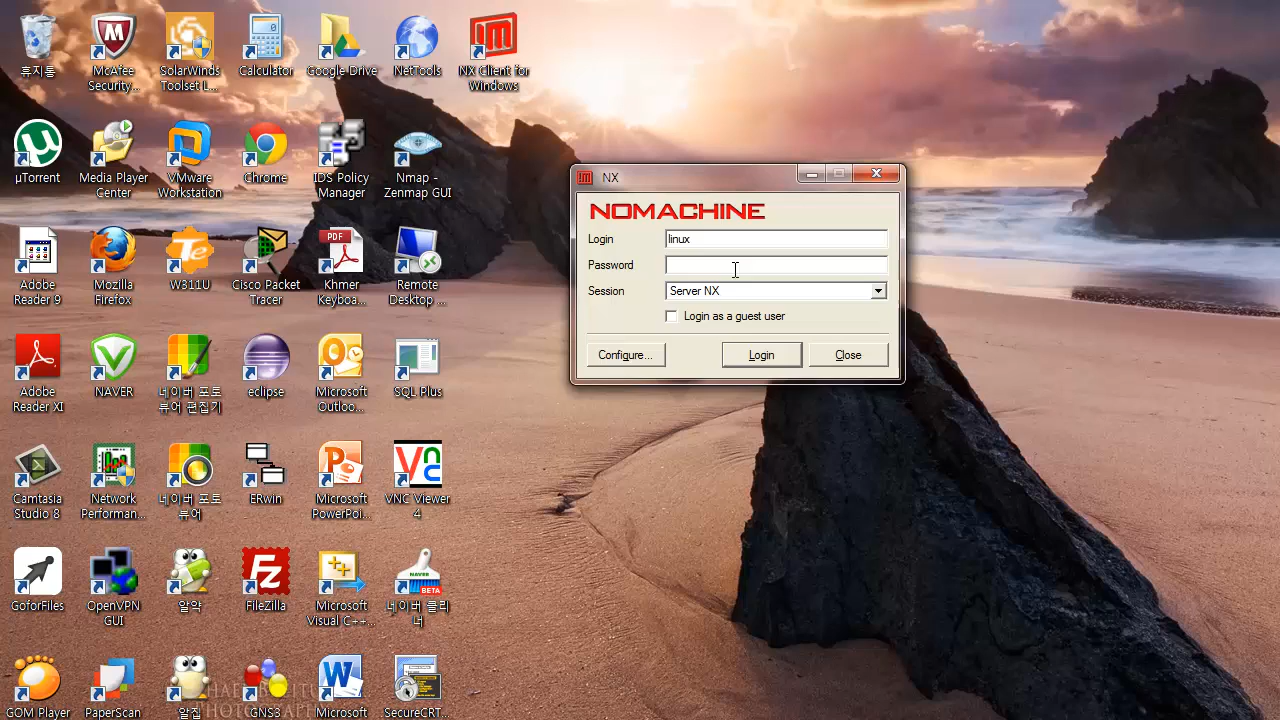 휴지통
McAfee
Security...
SolarWinds
Toolset L...
Calculator
Google Drive
NetTools
NX Client for
Windows
µTorrent
Media Player
Center
VMware
Workstation
Chrome
IDS Policy
Manager
Nmap -
Zenmap GUI
Adobe
Reader 9
Mozilla
Firefox
W311U
Cisco Packet
Tracer
PDF
Khmer
Keyboa...
Remote
Desktop ...
Adobe
Reader XI
NAVER
네이버 포토
뷰어 편집기
eclipse
Microsoft
Outloo...
SQL Plus
Camtasia
Studio 8
Network
Performan...
네이버 포토
뷰어
ERwin
Microsoft
PowerPoi...
VNC Viewer
4
GoforFiles
OpenVPN
GUI
알약
FileZilla
Microsoft
Visual C++...
NAVER
BETA
네이버 클리
너
GOM Player
PaperScan
알집
GNS3
Microsoft
SecureCRT...
NX
NOMACHINE
Login
linux
Password
Session
Server NX
Login as a guest user
Configure...
Login
Close